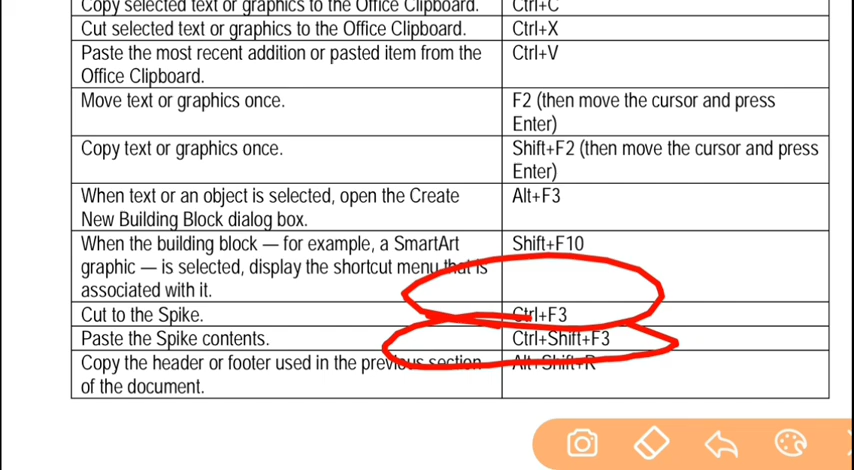 Copy selected text or graphics to the Office Clipboard. Ctrl+C
Cut selected text or graphics to the Office Clipboard. Ctrl+X
Paste the most recent addition or pasted item from the Ctrl+V
Office Clipboard.
Move text or graphics once. F2 (then move the cursor and press
Enter)
Copy text or graphics once. Shift+F2 (then move the cursor and press
Enter)
When text or an object is selected, open the Create Alt+F3
New Building Block dialog box.
When the building block — for example, a SmartArt Shift+F10
graphic — is selected, display the shortcut menu that is
associated with it.
Cut to the Spike. Ctrl+F3
Paste the Spike contents. Ctrl+Shift+F3
Copy the header or footer used in the previous section Alt+Shift+R
of the document.